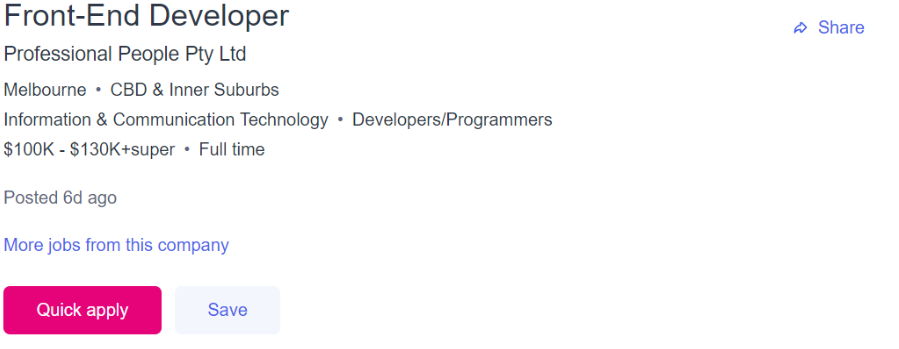 Front-End Developer
Share
Professional People Pty Ltd
Melbourne • CBD & Inner Suburbs
Information & Communication Technology • Developers/Programmers
$100K - $130K+super • Full time
Posted 6d ago
More jobs from this company
Quick apply
Save